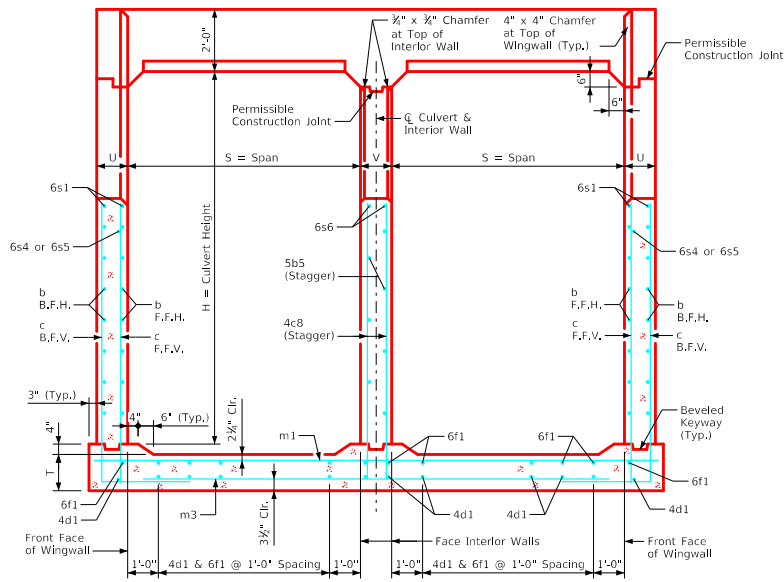 ¾" x ¾" Chamfer
at Top of
Interior Wall
4" x 4" Chamfer
at Top of
Wingwall (Typ.)
Permissible
Construction Joint
2'-0"
6"
6"
Permissible
Construction Joint
℄ Culvert &
Interior Wall
U
S = Span
V
S = Span
U
6s1
6s1
6s6
6s4 or 6s5
6s4 or 6s5
H = Culvert Height
5b5
(Stagger)
b
B.F.H.
b
F.F.H.
b
F.F.H.
b
B.F.H.
c
B.F.V.
c
F.F.V.
4c8
(Stagger)
c
F.F.V.
c
B.F.V.
3" (Typ.)
4"
6" (Typ.)
2¼" Clr.
Beveled
Keyway
(Typ.)
4"
m1
6f1
6f1
T
6f1
6f1
4d1
m3
3½" Clr.
4d1
4d1
4d1
Front Face
of Wingwall
Face Interior Walls
Front Face
of Wingwall
1'-0"
4d1 & 6f1 @ 1'-0" Spacing
1'-0"
1'-0"
4d1 & 6f1 @ 1'-0" Spacing
1'-0"